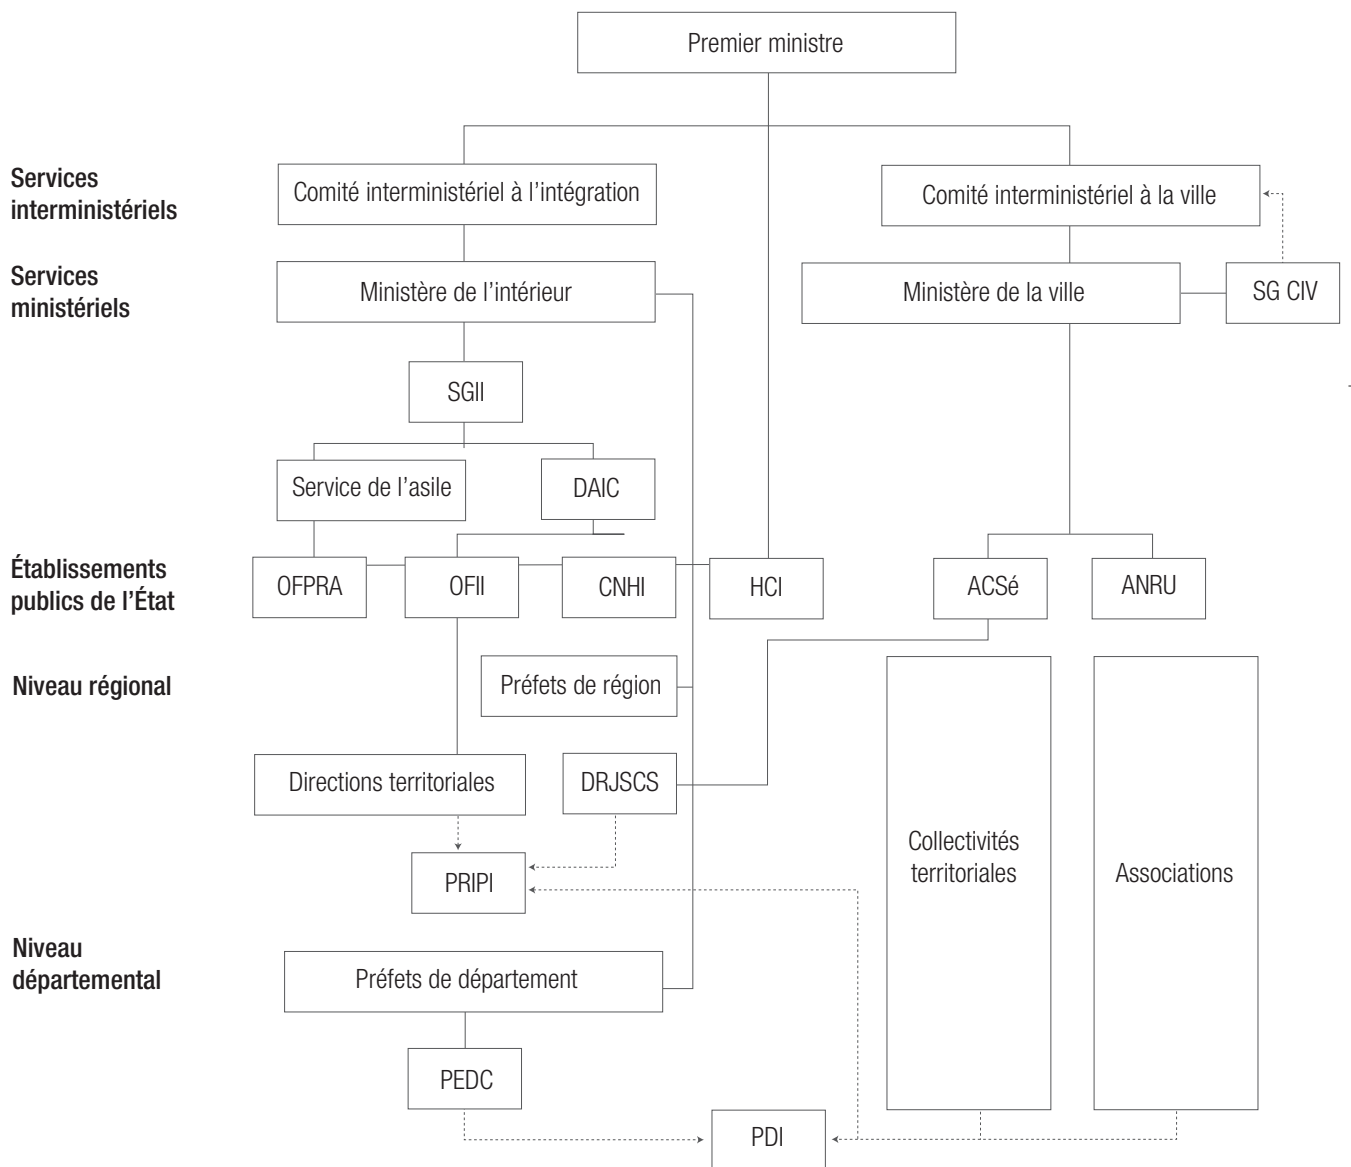 Premier ministre
Services
interministériels
Comité interministériel à l’intégration
Comité interministériel à la ville
Services
ministériels
Ministère de l’intérieur
Ministère de la ville
SG CIV
SGII
Service de l’asile
DAIC
Établissements
publics de l’État
OFPRA
OFII
CNHI
HCI
ACSé
ANRU
Niveau régional
Préfets de région
Directions territoriales
DRJSCS
Collectivités
territoriales
Associations
PRIPI
Niveau
départemental
Préfets de département
PEDC
PDI